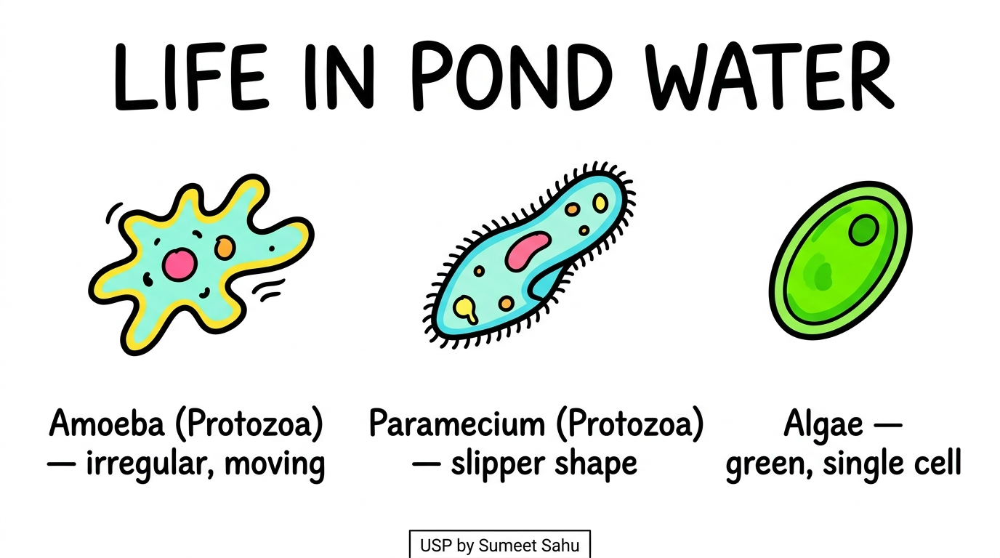 LIFE IN POND WATER
Amoeba (Protozoa)
— irregular, moving
Paramecium (Protozoa)
— slipper shape
Algae —
green, single cell
USP by Sumeet Sahu